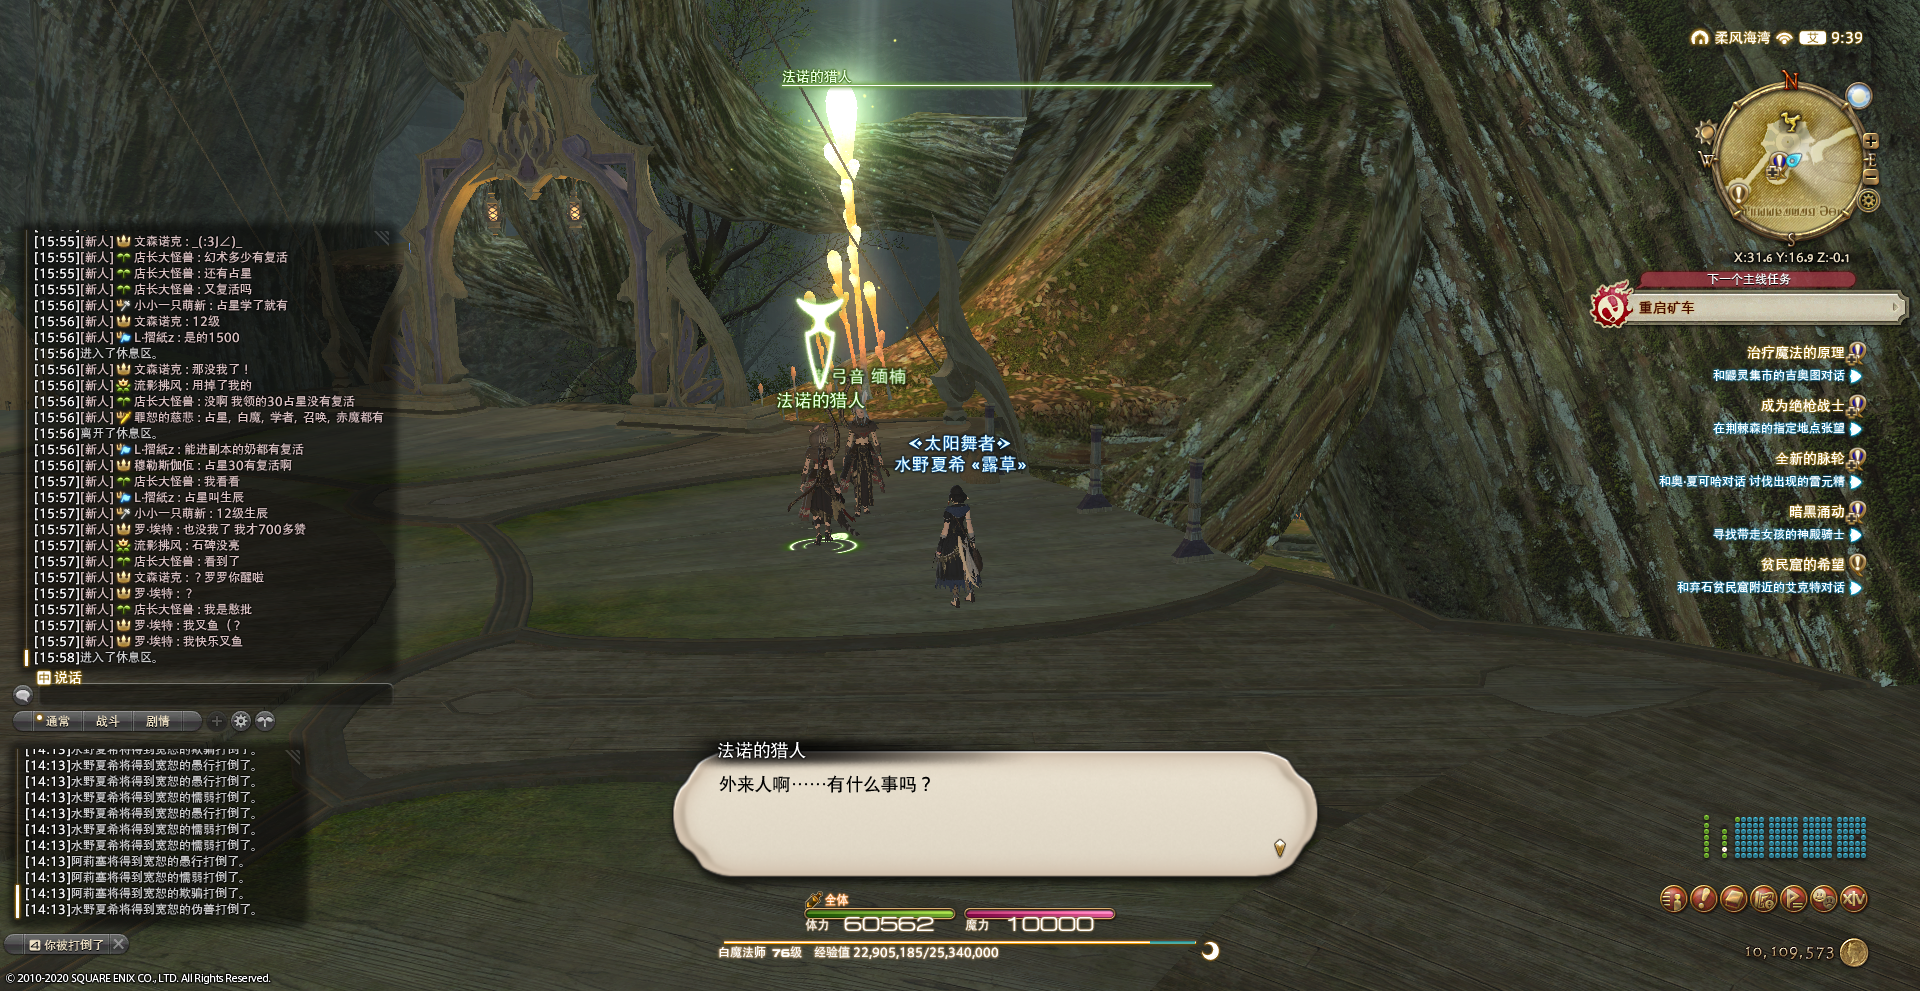 法诺的猎人
柔风海湾 艾 9:39
N
W
E
S
X:31.6 Y:16.9 Z:-0.1
下一个主线任务
重启矿车
治疗魔法的原理
和鼹灵集市的吉奥图对话
成为绝枪战士
在荆棘森的指定地点张望
全新的脉轮
和奥·夏可哈对话 讨伐出现的雷元精
暗黑涌动
寻找带走女孩的神殿骑士
贫民窟的希望
和弃石贫民窟附近的艾克特对话
弓音 缅楠
法诺的猎人
太阳舞者
水野夏希 «露草»
[15:55][新人]文森诺克 : _(:3」∠)_
[15:55][新人]店长大怪兽 : 幻术多少有复活
[15:55][新人]店长大怪兽 : 还有占星
[15:55][新人]店长大怪兽 : 又复活吗
[15:56][新人]小小一只萌新 : 占星学了就有
[15:56][新人]文森诺克 : 12级
[15:56][新人]L·摺紙z : 是的1500
[15:56]进入了休息区。
[15:56][新人]文森诺克 : 那没我了！
[15:56][新人]流影拂风 : 用掉了我的
[15:56][新人]店长大怪兽 : 没啊 我领的30占星没有复活
[15:56][新人]罪恕的慈悲 : 占星, 白魔, 学者, 召唤, 赤魔都有
[15:56]离开了休息区。
[15:56][新人]L·摺紙z : 能进副本的奶都有复活
[15:56][新人]穆勒斯伽佤 : 占星30有复活啊
[15:57][新人]店长大怪兽 : 我看看
[15:57][新人]L·摺紙z : 占星叫生辰
[15:57][新人]小小一只萌新 : 12级生辰
[15:57][新人]罗·埃特 : 也没我了 我才700多赞
[15:57][新人]流影拂风 : 石碑没亮
[15:57][新人]店长大怪兽 : 看到了
[15:57][新人]文森诺克 : ？罗罗你醒啦
[15:57][新人]罗·埃特 : ？
[15:57][新人]店长大怪兽 : 我是憨批
[15:57][新人]罗·埃特 : 我叉鱼（？
[15:57][新人]罗·埃特 : 我快乐叉鱼
[15:58]进入了休息区。
说话
通常 战斗 剧情
[14:13]水野夏希将得到宽恕的欺骗打倒了。
[14:13]水野夏希将得到宽恕的愚行打倒了。
[14:13]水野夏希将得到宽恕的愚行打倒了。
[14:13]水野夏希将得到宽恕的懦弱打倒了。
[14:13]水野夏希将得到宽恕的愚行打倒了。
[14:13]水野夏希将得到宽恕的懦弱打倒了。
[14:13]水野夏希将得到宽恕的懦弱打倒了。
[14:13]阿莉塞将得到宽恕的愚行打倒了。
[14:13]阿莉塞将得到宽恕的懦弱打倒了。
[14:13]阿莉塞将得到宽恕的欺骗打倒了。
[14:13]水野夏希将得到宽恕的伪善打倒了。
4 你被打倒了
法诺的猎人
外来人啊……有什么事吗？
全体
体力 60562 魔力 10000
白魔法师 76级 经验值 22,905,185/25,340,000
10,109,573
© 2010-2020 SQUARE ENIX CO., LTD. All Rights Reserved.